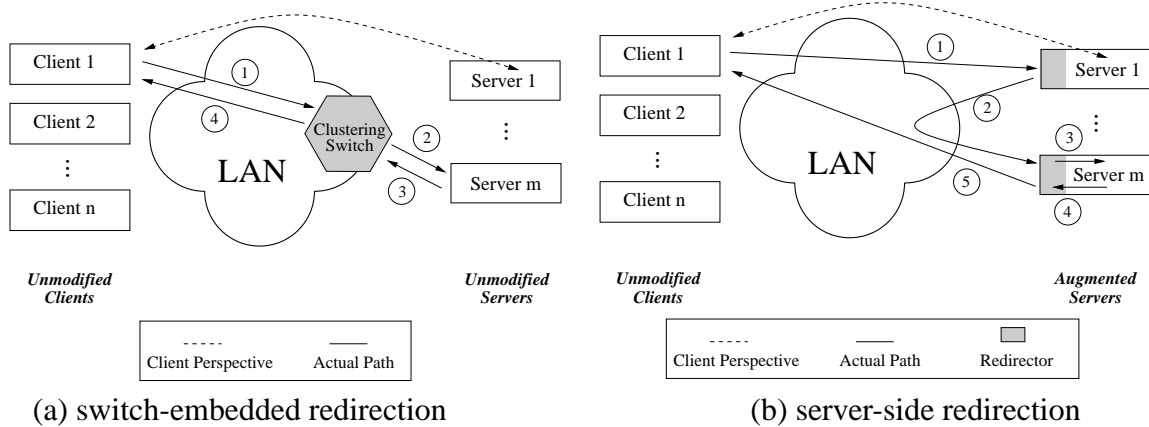 Client 1
Client 2
⋮
Client n
1
4
LAN
Clustering
Switch
2
3
Server 1
⋮
Server m
Unmodified
Clients
Unmodified
Servers
Client Perspective
Actual Path
(a) switch-embedded redirection
Client 1
Client 2
⋮
Client n
1
LAN
2
5
Server 1
⋮
3
Server m
4
Unmodified
Clients
Augmented
Servers
Client Perspective
Actual Path
Redirector
(b) server-side redirection